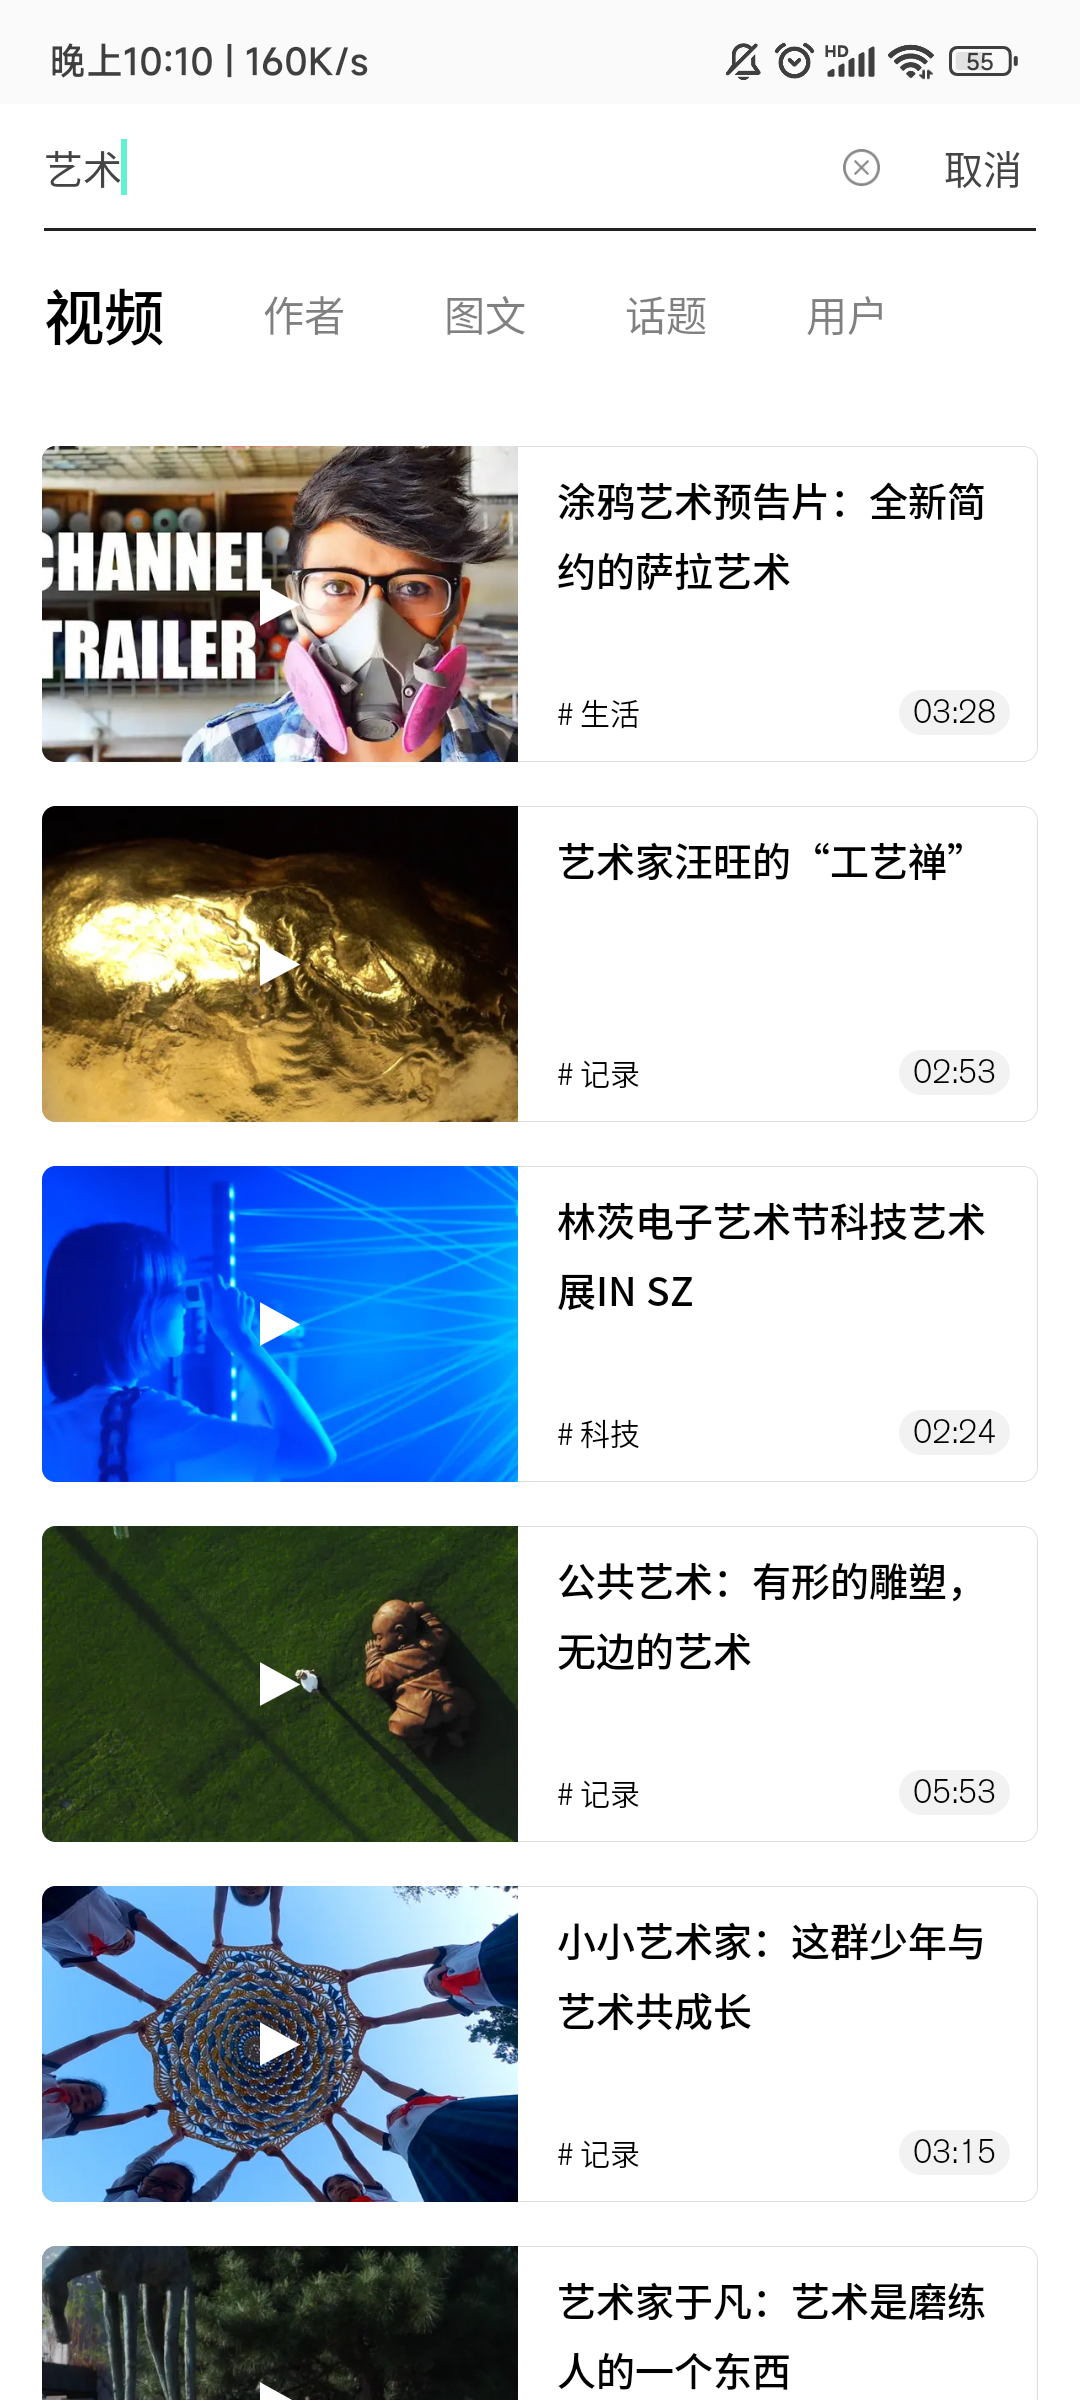 晚上10:10 | 160K/s
HD
55
艺术
取消
视频 作者 图文 话题 用户
CHANNEL
TRAILER
涂鸦艺术预告片：全新简
约的萨拉艺术
# 生活
03:28
艺术家汪旺的“工艺禅”
# 记录
02:53
林茨电子艺术节科技艺术
展IN SZ
# 科技
02:24
公共艺术：有形的雕塑，
无边的艺术
# 记录
05:53
小小艺术家：这群少年与
艺术共成长
# 记录
03:15
艺术家于凡：艺术是磨练
人的一个东西